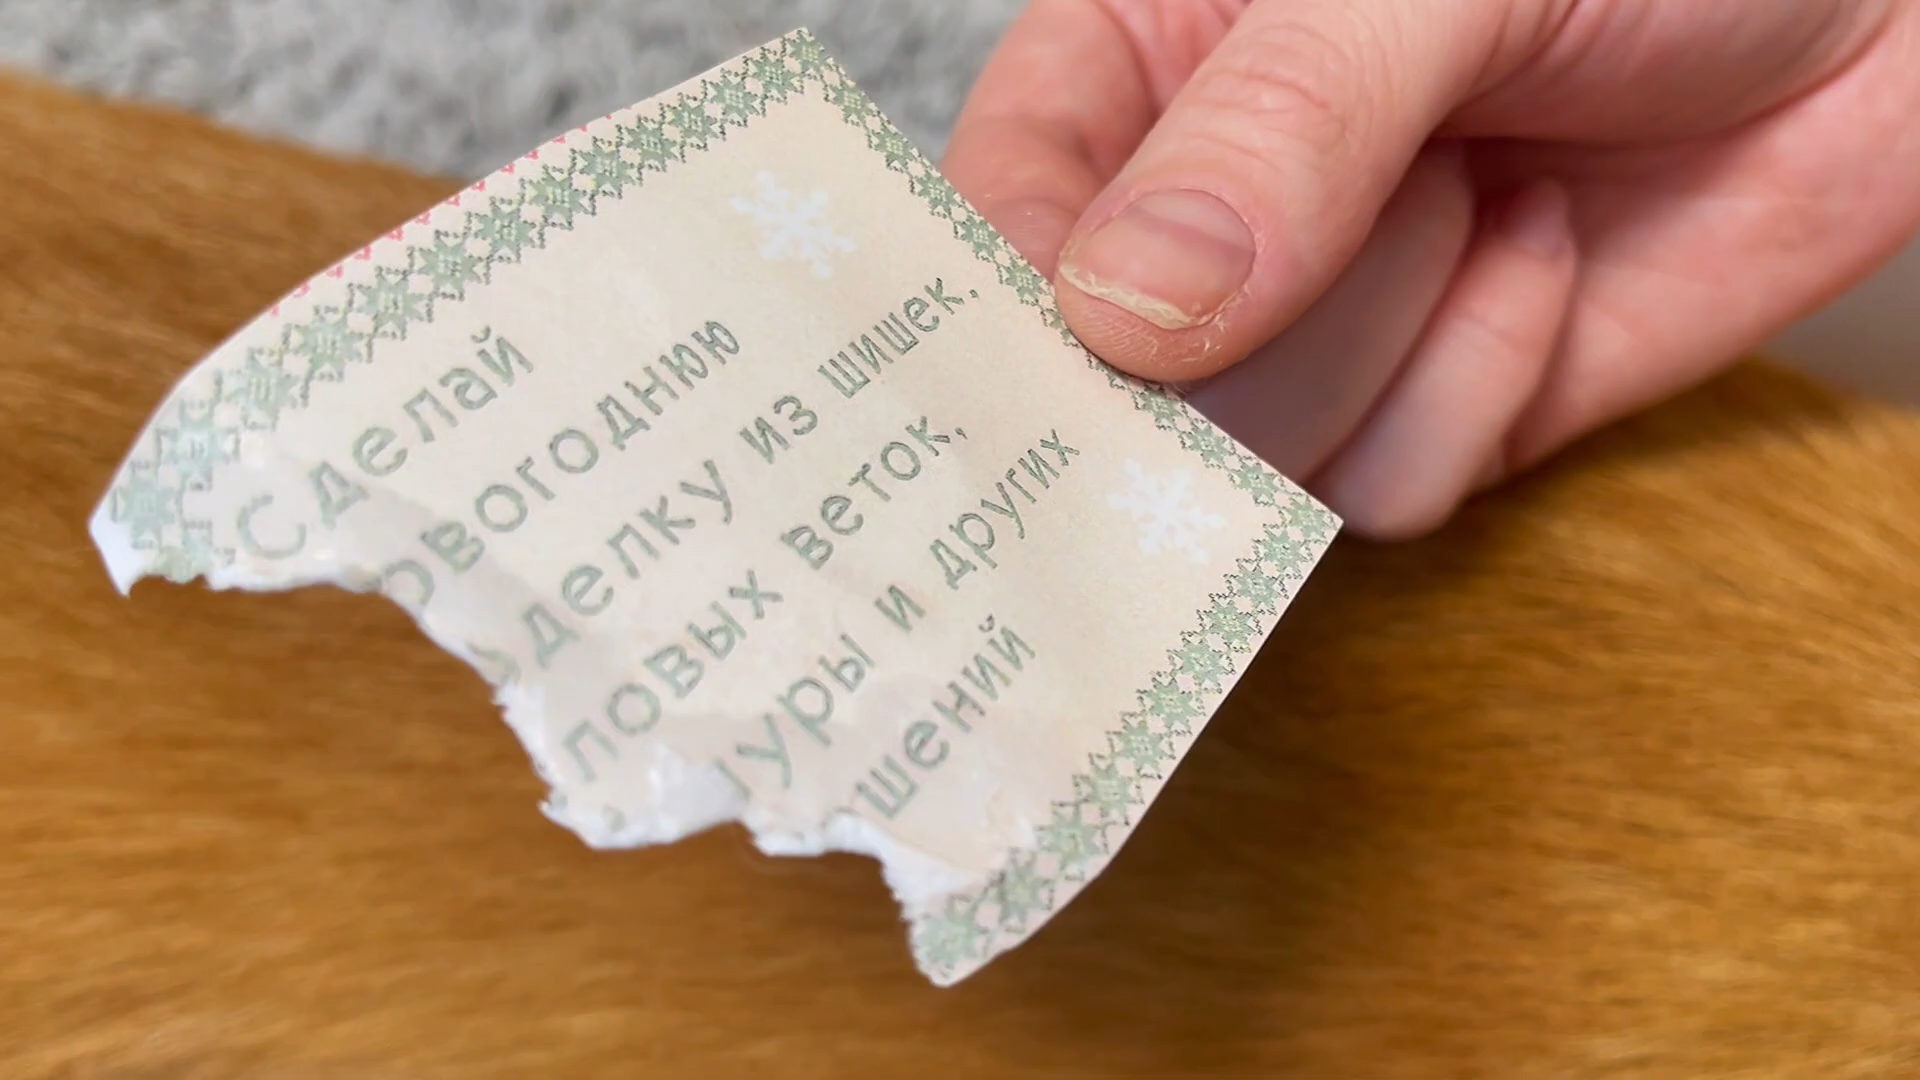 Сделай
овогоднюю
делку из шишек,
ловых веток,
уры и других
шений